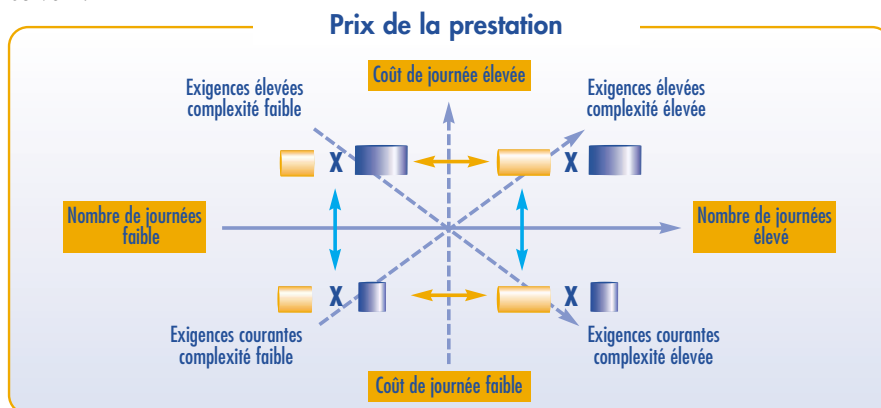 Prix de la prestation
Coût de journée élevée
Exigences élevées
complexité faible
Exigences élevées
complexité élevée
X
X
Nombre de journées
faible
Nombre de journées
élevé
X
X
Exigences courantes
complexité faible
Exigences courantes
complexité élevée
Coût de journée faible